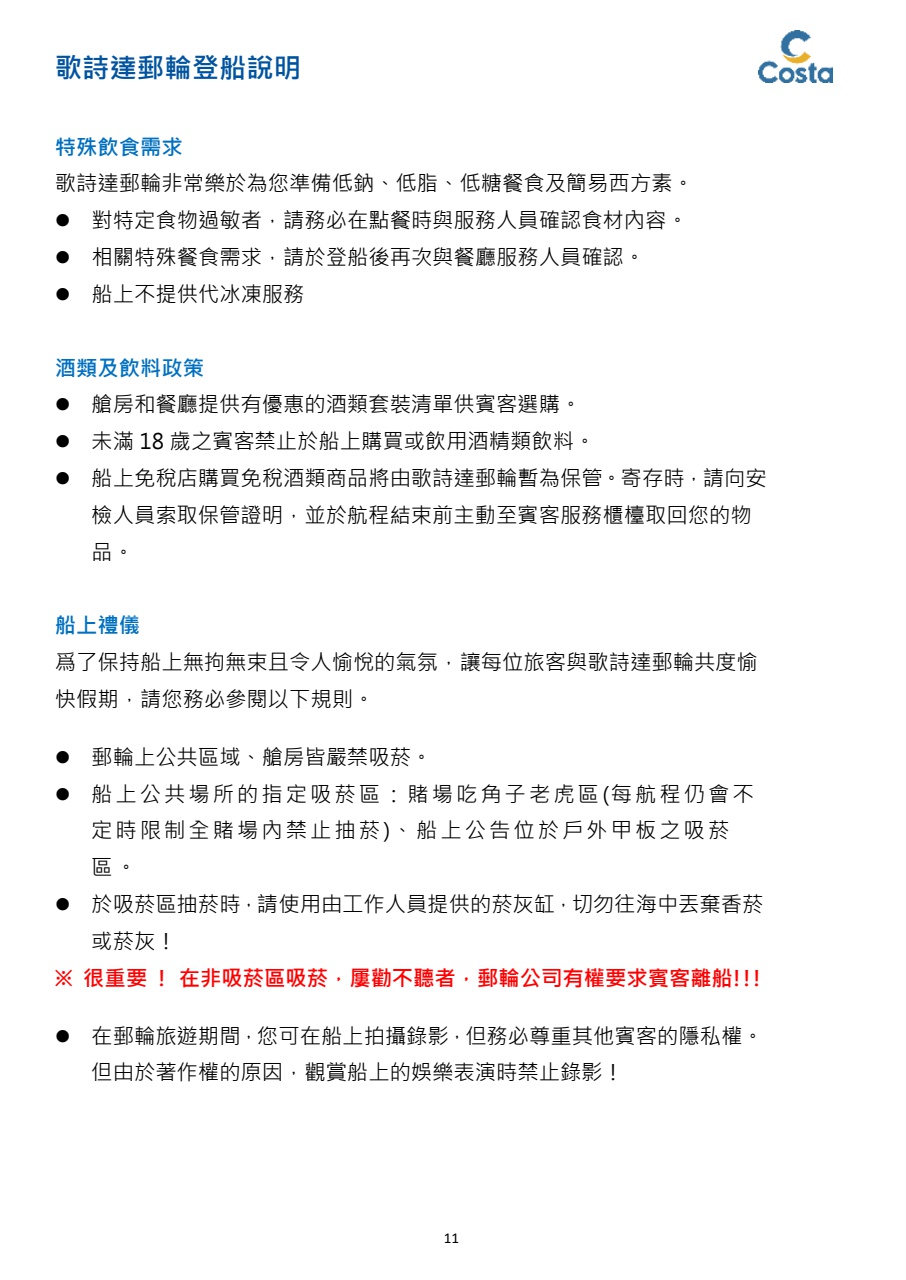 歌詩達郵輪登船說明
Costa
特殊飲食需求
歌詩達郵輪非常樂於為您準備低鈉、低脂、低糖餐食及簡易西方素。
● 對特定食物過敏者，請務必在點餐時與服務人員確認食材內容。
● 相關特殊餐食需求，請於登船後再次與餐廳服務人員確認。
● 船上不提供代冰凍服務
酒類及飲料政策
● 艙房和餐廳提供有優惠的酒類套裝清單供賓客選購。
● 未滿 18 歲之賓客禁止於船上購買或飲用酒精類飲料。
● 船上免稅店購買免稅酒類商品將由歌詩達郵輪暫為保管。寄存時，請向安
檢人員索取保管證明，並於航程結束前主動至賓客服務櫃檯取回您的物
品。
船上禮儀
爲了保持船上無拘無束且令人愉悅的氣氛，讓每位旅客與歌詩達郵輪共度愉
快假期，請您務必參閱以下規則。
● 郵輪上公共區域、艙房皆嚴禁吸菸。
● 船上公共場所的指定吸菸區：賭場吃角子老虎區(每航程仍會不
定時限制全賭場內禁止抽菸)、船上公告位於戶外甲板之吸菸
區。
● 於吸菸區抽菸時，請使用由工作人員提供的菸灰缸，切勿往海中丟棄香菸
或菸灰！
※ 很重要！在非吸菸區吸菸，屢勸不聽者，郵輪公司有權要求賓客離船!!!
● 在郵輪旅遊期間，您可在船上拍攝錄影，但務必尊重其他賓客的隱私權。
但由於著作權的原因，觀賞船上的娛樂表演時禁止錄影！
11